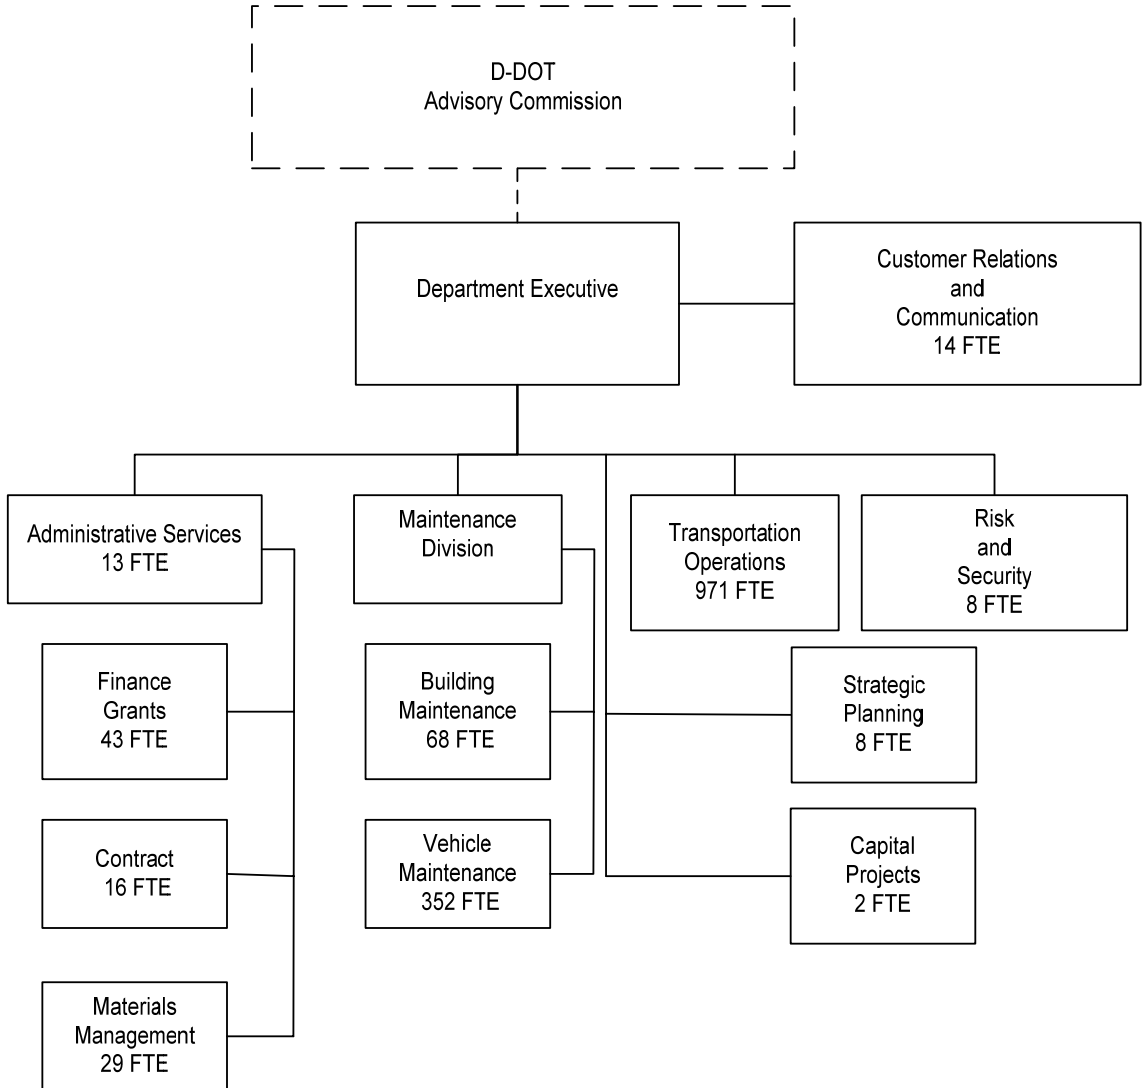 D-DOT
Advisory Commission
Department Executive
Customer Relations
and
Communication
14 FTE
Administrative Services
13 FTE
Maintenance
Division
Transportation
Operations
971 FTE
Risk
and
Security
8 FTE
Finance
Grants
43 FTE
Building
Maintenance
68 FTE
Strategic
Planning
8 FTE
Contract
16 FTE
Vehicle
Maintenance
352 FTE
Capital
Projects
2 FTE
Materials
Management
29 FTE